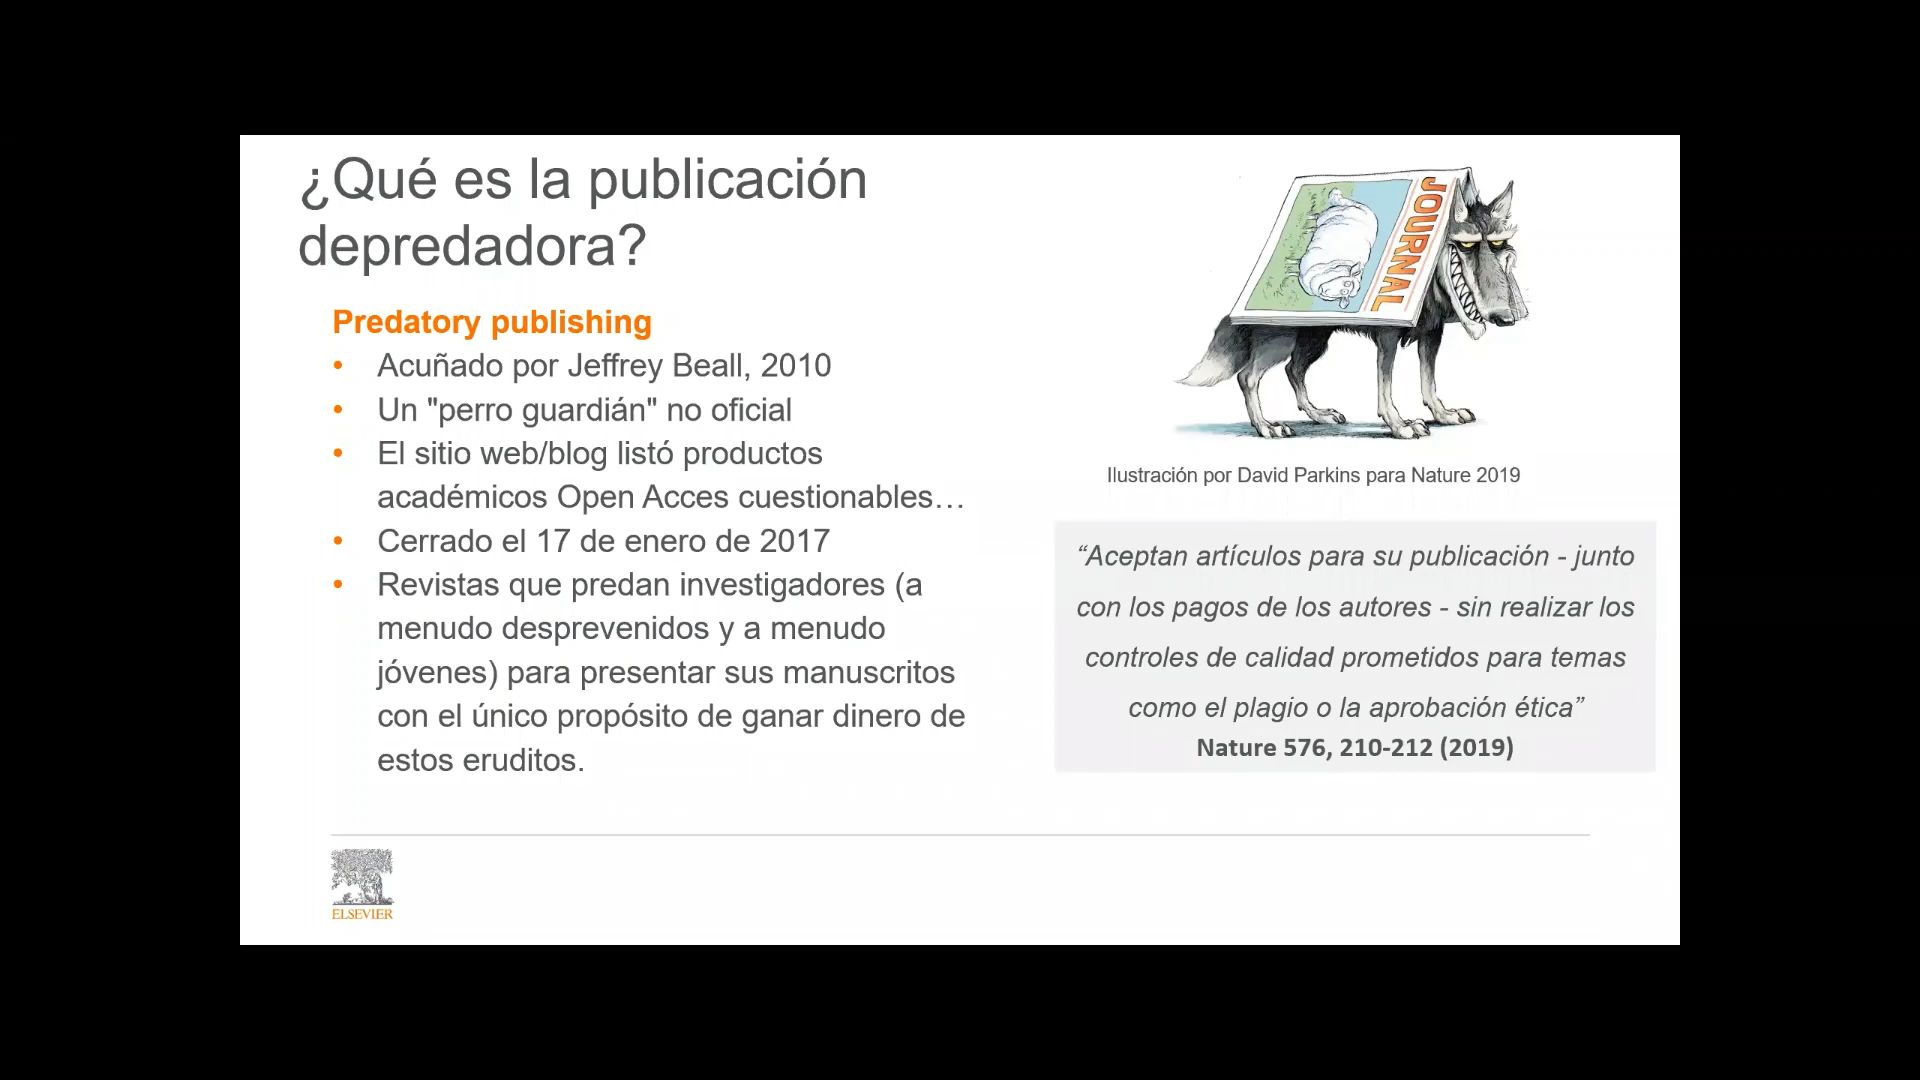 ¿Qué es la publicación
depredadora?
Predatory publishing
• Acuñado por Jeffrey Beall, 2010
• Un "perro guardián" no oficial
• El sitio web/blog listó productos
académicos Open Acces cuestionables…
• Cerrado el 17 de enero de 2017
• Revistas que predan investigadores (a
menudo desprevenidos y a menudo
jóvenes) para presentar sus manuscritos
con el único propósito de ganar dinero de
estos eruditos.
JOURNAL
Ilustración por David Parkins para Nature 2019
“Aceptan artículos para su publicación - junto
con los pagos de los autores - sin realizar los
controles de calidad prometidos para temas
como el plagio o la aprobación ética”
Nature 576, 210-212 (2019)
ELSEVIER